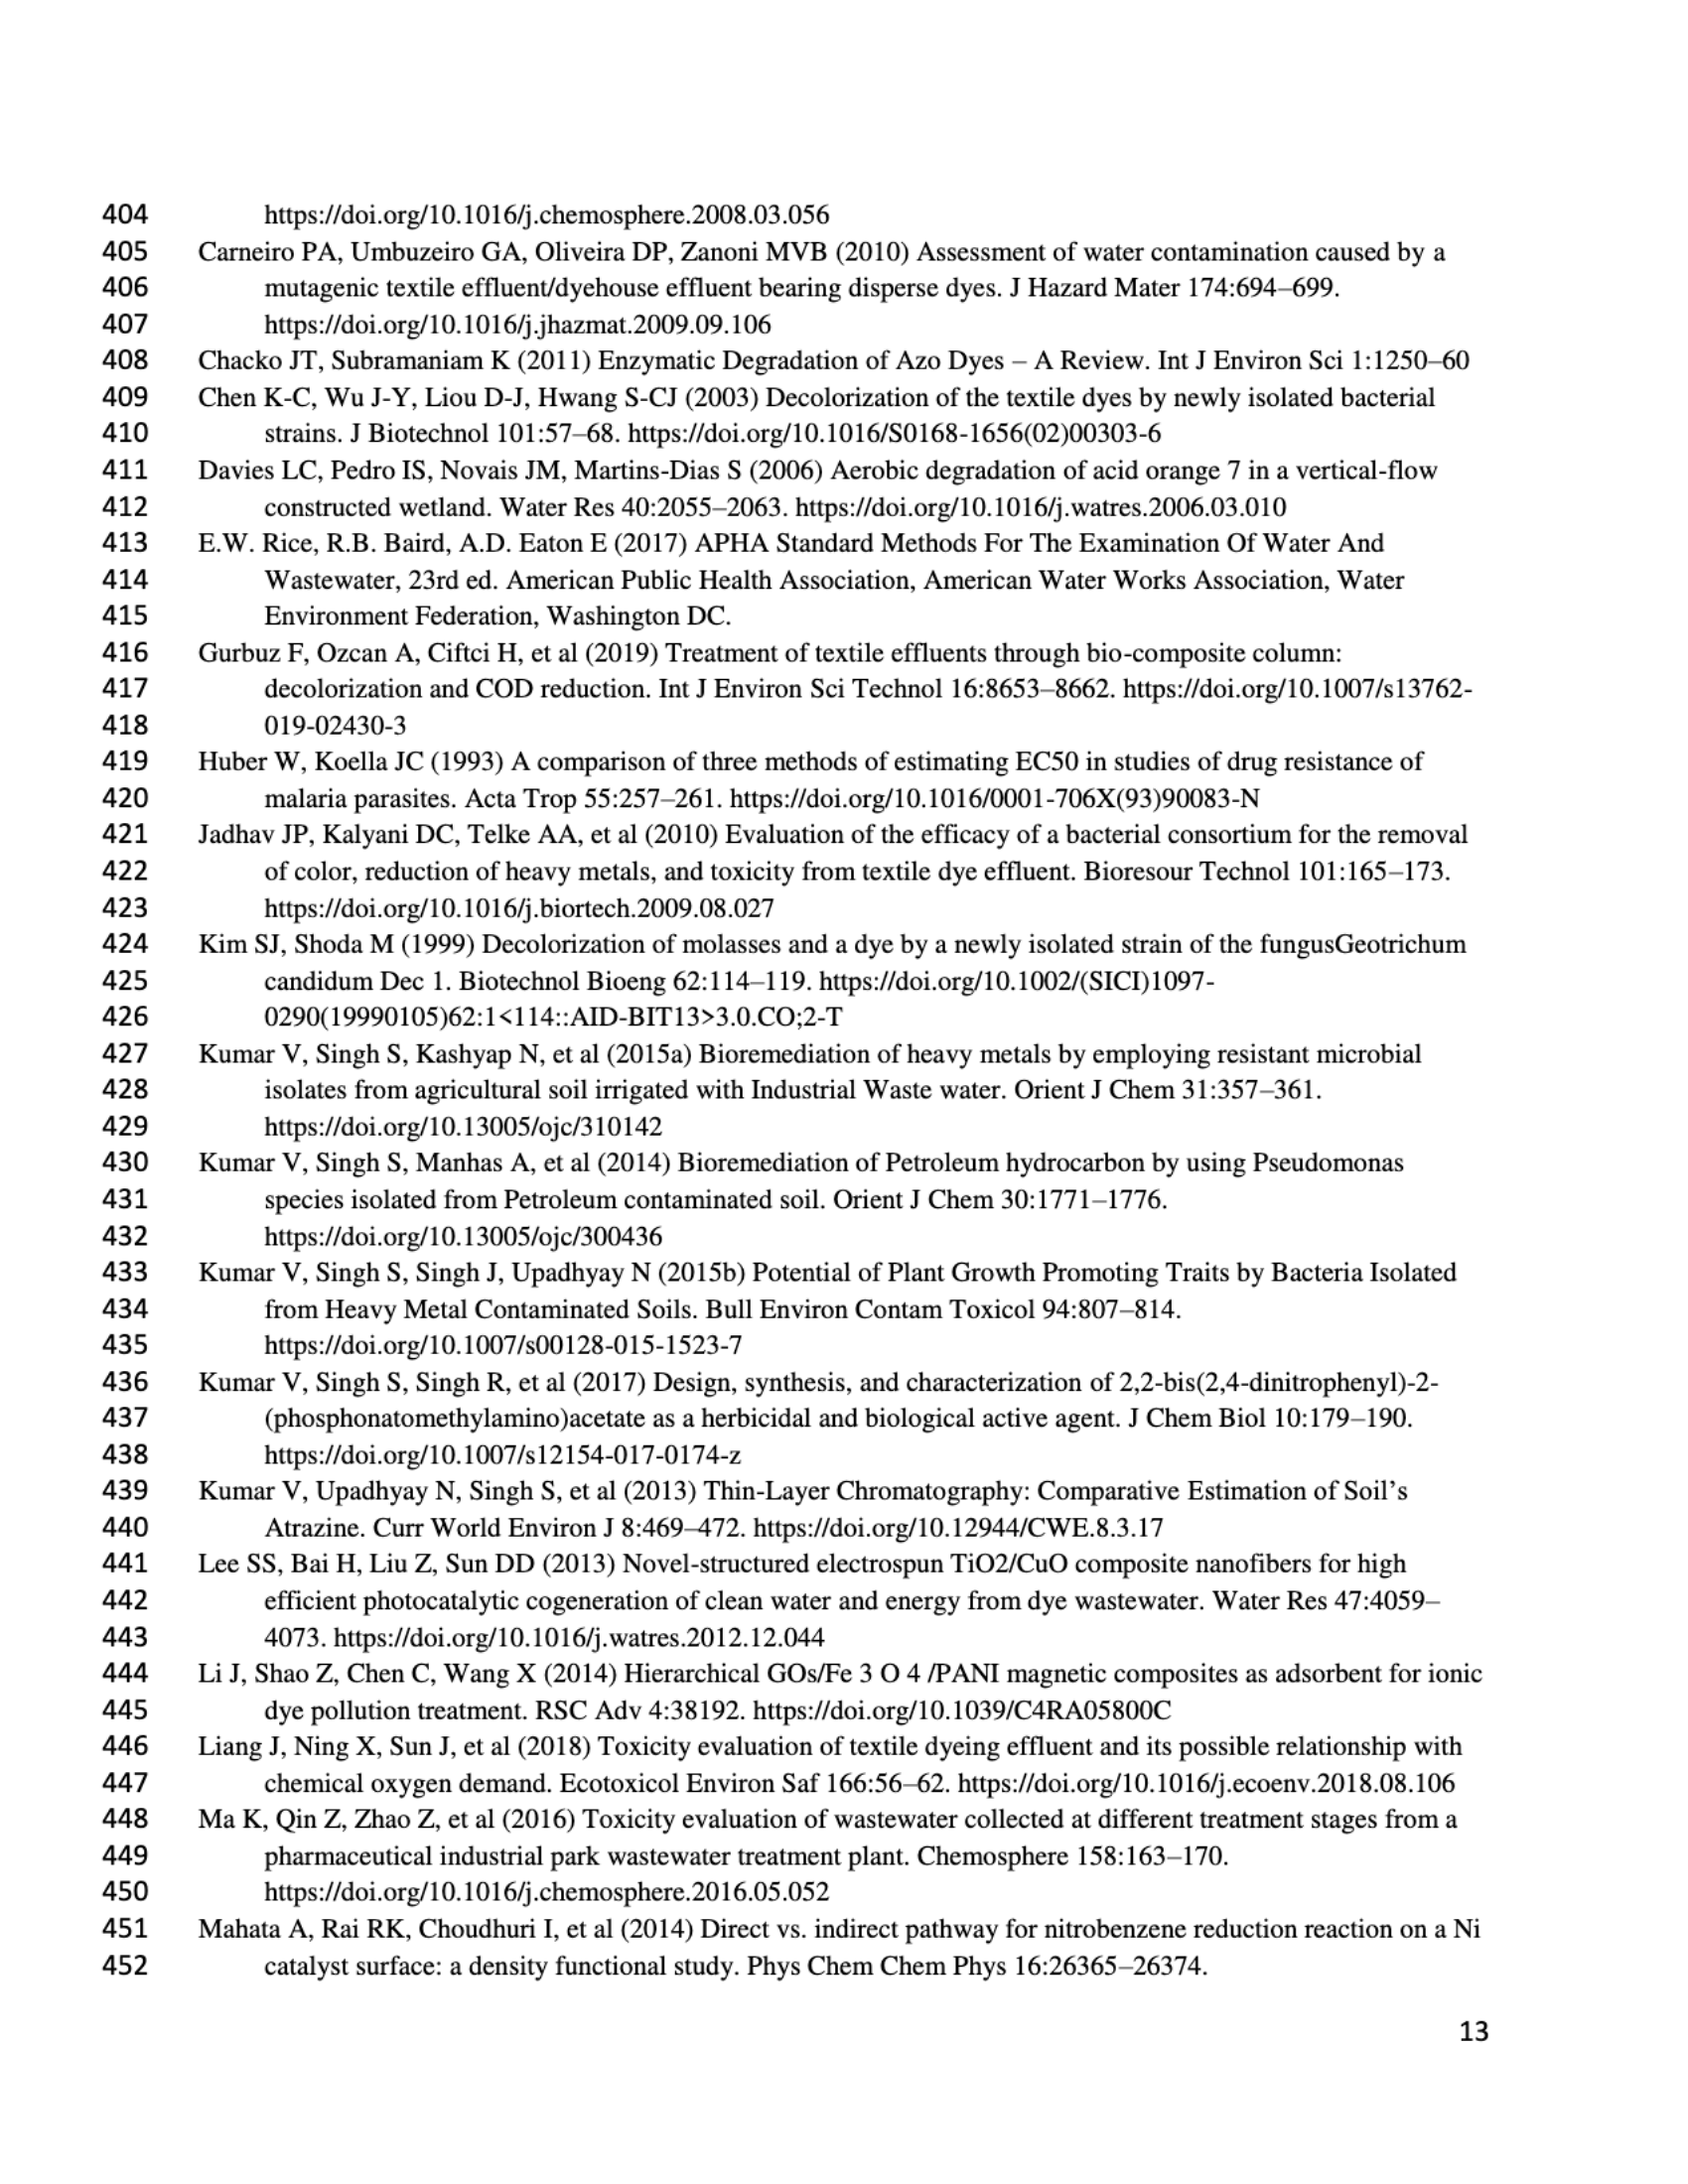 404 https://doi.org/10.1016/j.chemosphere.2008.03.056
405 Carneiro PA, Umbuzeiro GA, Oliveira DP, Zanoni MVB (2010) Assessment of water contamination caused by a
406 mutagenic textile effluent/dyehouse effluent bearing disperse dyes. J Hazard Mater 174:694–699.
407 https://doi.org/10.1016/j.jhazmat.2009.09.106
408 Chacko JT, Subramaniam K (2011) Enzymatic Degradation of Azo Dyes – A Review. Int J Environ Sci 1:1250–60
409 Chen K-C, Wu J-Y, Liou D-J, Hwang S-CJ (2003) Decolorization of the textile dyes by newly isolated bacterial
410 strains. J Biotechnol 101:57–68. https://doi.org/10.1016/S0168-1656(02)00303-6
411 Davies LC, Pedro IS, Novais JM, Martins-Dias S (2006) Aerobic degradation of acid orange 7 in a vertical-flow
412 constructed wetland. Water Res 40:2055–2063. https://doi.org/10.1016/j.watres.2006.03.010
413 E.W. Rice, R.B. Baird, A.D. Eaton E (2017) APHA Standard Methods For The Examination Of Water And
414 Wastewater, 23rd ed. American Public Health Association, American Water Works Association, Water
415 Environment Federation, Washington DC.
416 Gurbuz F, Ozcan A, Ciftci H, et al (2019) Treatment of textile effluents through bio-composite column:
417 decolorization and COD reduction. Int J Environ Sci Technol 16:8653–8662. https://doi.org/10.1007/s13762-
418 019-02430-3
419 Huber W, Koella JC (1993) A comparison of three methods of estimating EC50 in studies of drug resistance of
420 malaria parasites. Acta Trop 55:257–261. https://doi.org/10.1016/0001-706X(93)90083-N
421 Jadhav JP, Kalyani DC, Telke AA, et al (2010) Evaluation of the efficacy of a bacterial consortium for the removal
422 of color, reduction of heavy metals, and toxicity from textile dye effluent. Bioresour Technol 101:165–173.
423 https://doi.org/10.1016/j.biortech.2009.08.027
424 Kim SJ, Shoda M (1999) Decolorization of molasses and a dye by a newly isolated strain of the fungusGeotrichum
425 candidum Dec 1. Biotechnol Bioeng 62:114–119. https://doi.org/10.1002/(SICI)1097-
426 0290(19990105)62:1<114::AID-BIT13>3.0.CO;2-T
427 Kumar V, Singh S, Kashyap N, et al (2015a) Bioremediation of heavy metals by employing resistant microbial
428 isolates from agricultural soil irrigated with Industrial Waste water. Orient J Chem 31:357–361.
429 https://doi.org/10.13005/ojc/310142
430 Kumar V, Singh S, Manhas A, et al (2014) Bioremediation of Petroleum hydrocarbon by using Pseudomonas
431 species isolated from Petroleum contaminated soil. Orient J Chem 30:1771–1776.
432 https://doi.org/10.13005/ojc/300436
433 Kumar V, Singh S, Singh J, Upadhyay N (2015b) Potential of Plant Growth Promoting Traits by Bacteria Isolated
434 from Heavy Metal Contaminated Soils. Bull Environ Contam Toxicol 94:807–814.
435 https://doi.org/10.1007/s00128-015-1523-7
436 Kumar V, Singh S, Singh R, et al (2017) Design, synthesis, and characterization of 2,2-bis(2,4-dinitrophenyl)-2-
437 (phosphonatomethylamino)acetate as a herbicidal and biological active agent. J Chem Biol 10:179–190.
438 https://doi.org/10.1007/s12154-017-0174-z
439 Kumar V, Upadhyay N, Singh S, et al (2013) Thin-Layer Chromatography: Comparative Estimation of Soil’s
440 Atrazine. Curr World Environ J 8:469–472. https://doi.org/10.12944/CWE.8.3.17
441 Lee SS, Bai H, Liu Z, Sun DD (2013) Novel-structured electrospun TiO2/CuO composite nanofibers for high
442 efficient photocatalytic cogeneration of clean water and energy from dye wastewater. Water Res 47:4059–
443 4073. https://doi.org/10.1016/j.watres.2012.12.044
444 Li J, Shao Z, Chen C, Wang X (2014) Hierarchical GOs/Fe 3 O 4 /PANI magnetic composites as adsorbent for ionic
445 dye pollution treatment. RSC Adv 4:38192. https://doi.org/10.1039/C4RA05800C
446 Liang J, Ning X, Sun J, et al (2018) Toxicity evaluation of textile dyeing effluent and its possible relationship with
447 chemical oxygen demand. Ecotoxicol Environ Saf 166:56–62. https://doi.org/10.1016/j.ecoenv.2018.08.106
448 Ma K, Qin Z, Zhao Z, et al (2016) Toxicity evaluation of wastewater collected at different treatment stages from a
449 pharmaceutical industrial park wastewater treatment plant. Chemosphere 158:163–170.
450 https://doi.org/10.1016/j.chemosphere.2016.05.052
451 Mahata A, Rai RK, Choudhuri I, et al (2014) Direct vs. indirect pathway for nitrobenzene reduction reaction on a Ni
452 catalyst surface: a density functional study. Phys Chem Chem Phys 16:26365–26374.
13